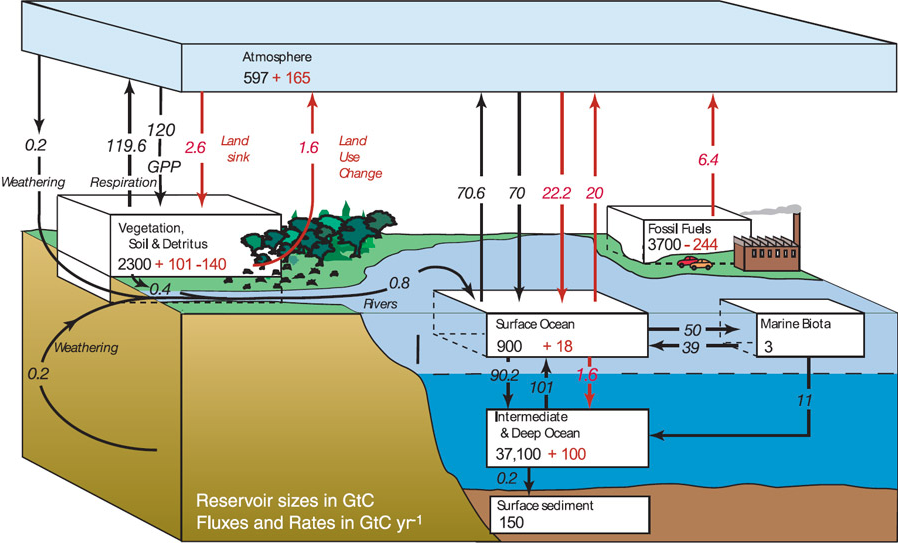 Atmosphere
597 + 165
0.2
Weathering
119.6
Respiration
120
GPP
2.6
Land
sink
1.6
Land
Use
Change
70.6
70
22.2
20
6.4
Vegetation,
Soil & Detritus
2300 + 101 -140
Fossil Fuels
3700 - 244
0.4
0.8
Rivers
Weathering
0.2
Surface Ocean
900 + 18
50
39
Marine Biota
3
90.2
101
1.6
11
Intermediate
& Deep Ocean
37,100 + 100
0.2
Surface sediment
150
Reservoir sizes in GtC
Fluxes and Rates in GtC yr-1